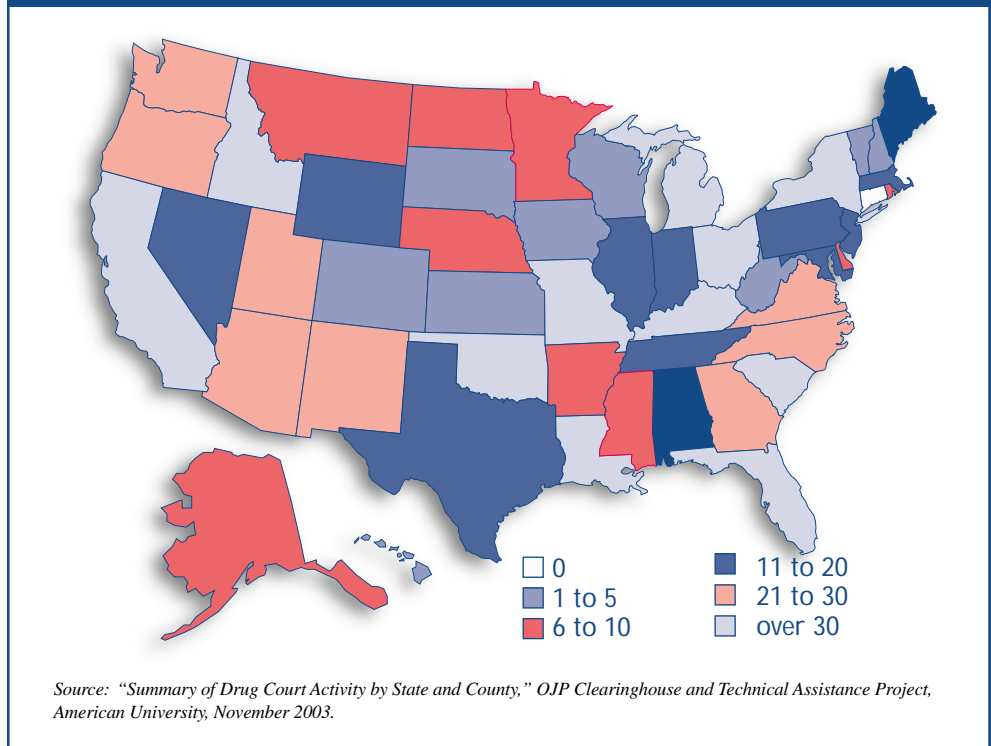 0
1 to 5
6 to 10
11 to 20
21 to 30
over 30
Source: “Summary of Drug Court Activity by State and County,” OJP Clearinghouse and Technical Assistance Project,
American University, November 2003.